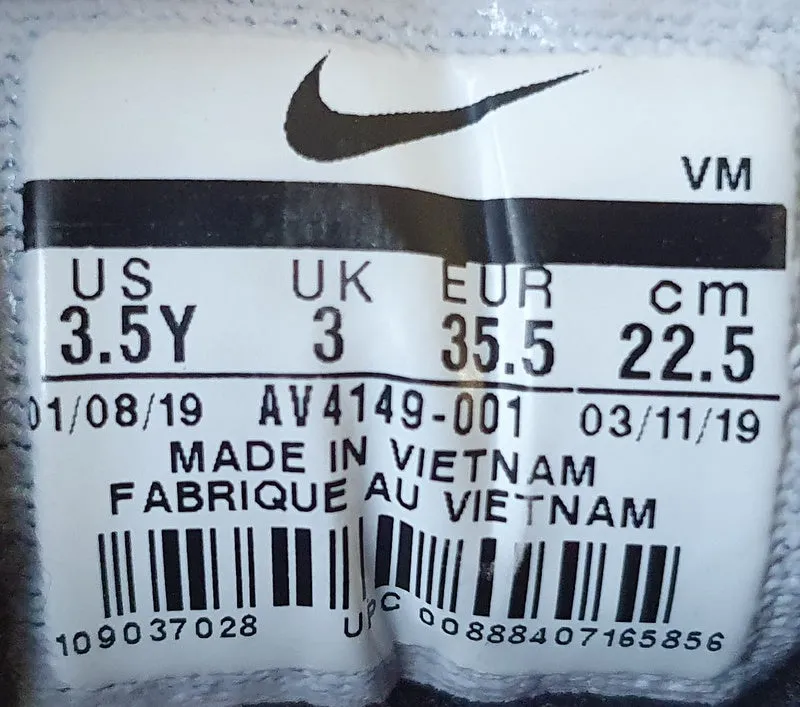 VM
US UK EUR cm
3.5Y 3 35.5 22.5
01/08/19 AV4149-001 03/11/19
MADE IN VIETNAM
FABRIQUE AU VIETNAM
109037028 UPC 00888407165856